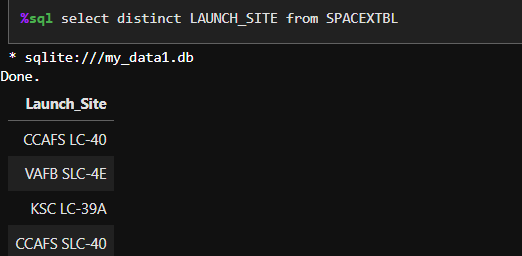 %sql select distinct LAUNCH_SITE from SPACEXTBL
* sqlite:///my_data1.db
Done.
Launch_Site
CCAFS LC-40
VAFB SLC-4E
KSC LC-39A
CCAFS SLC-40